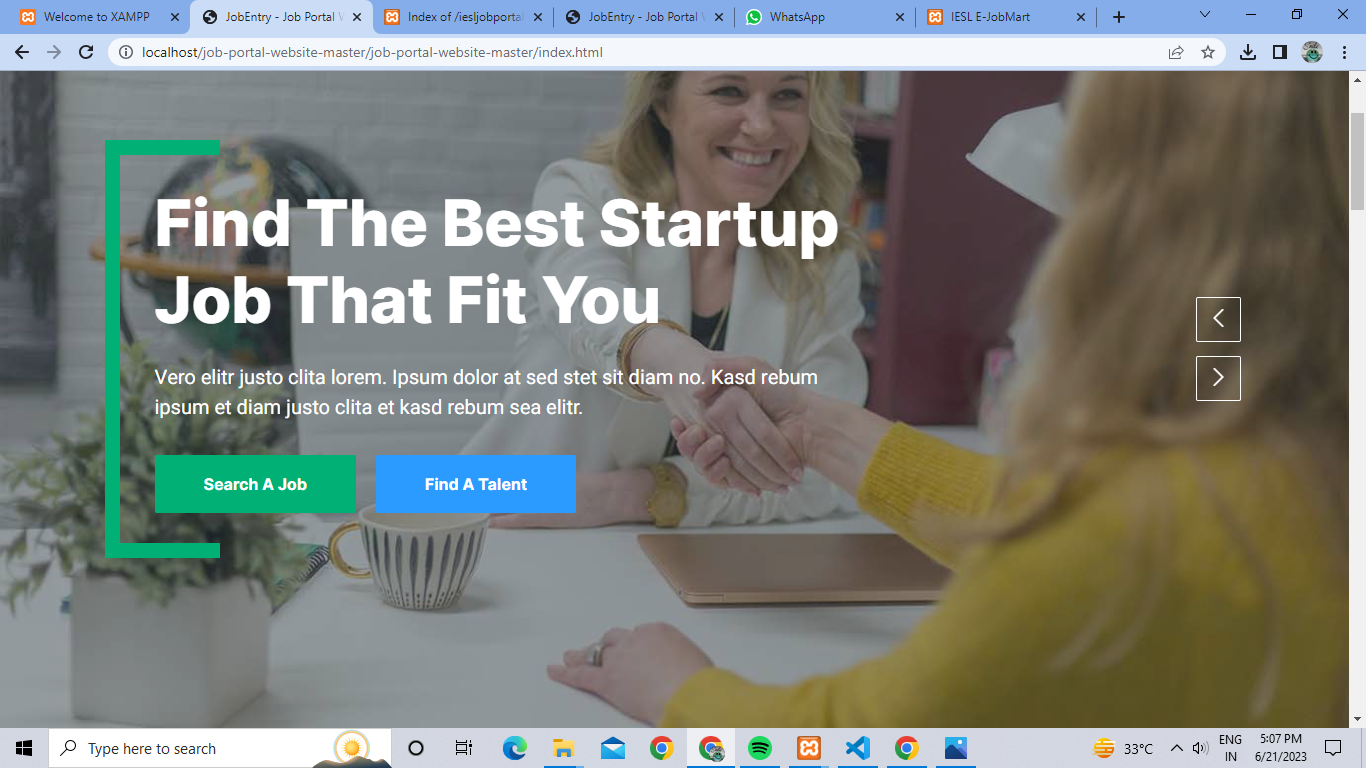 Welcome to XAMPP
JobEntry - Job Portal W
Index of /iesljobportal
JobEntry - Job Portal W
WhatsApp
IESL E-JobMart
localhost/job-portal-website-master/job-portal-website-master/index.html
Find The Best Startup
Job That Fit You
Vero elitr justo clita lorem. Ipsum dolor at sed stet sit diam no. Kasd rebum
ipsum et diam justo clita et kasd rebum sea elitr.
Search A Job
Find A Talent
Type here to search
33°C
ENG
IN
5:07 PM
6/21/2023